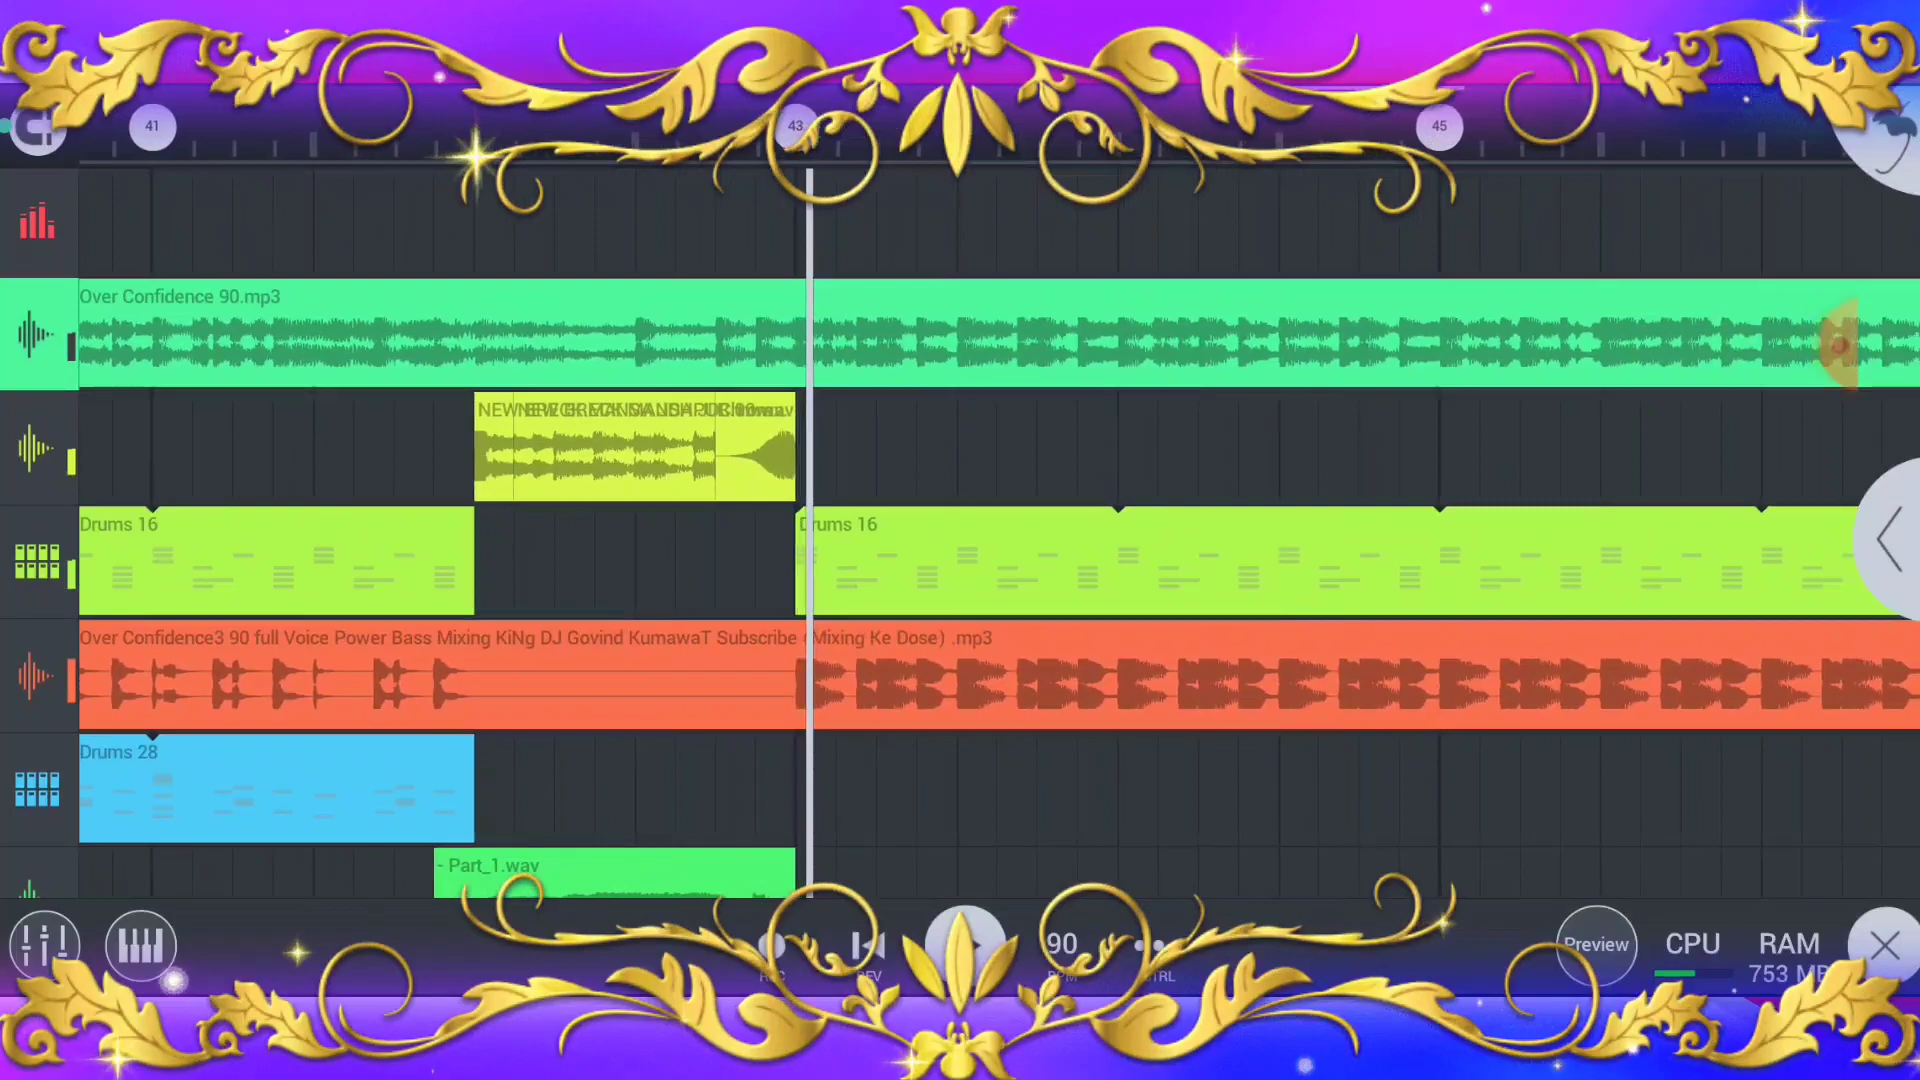 41
43
45
Over Confidence 90.mp3
Drums 16
Drums 16
Over Confidence3 90 full Voice Power Bass Mixing KiNg DJ Govind KumawaT Subscribe (Mixing Ke Dose) .mp3
Drums 28
- Part_1.wav
90
Preview
CPU
RAM
753 MB